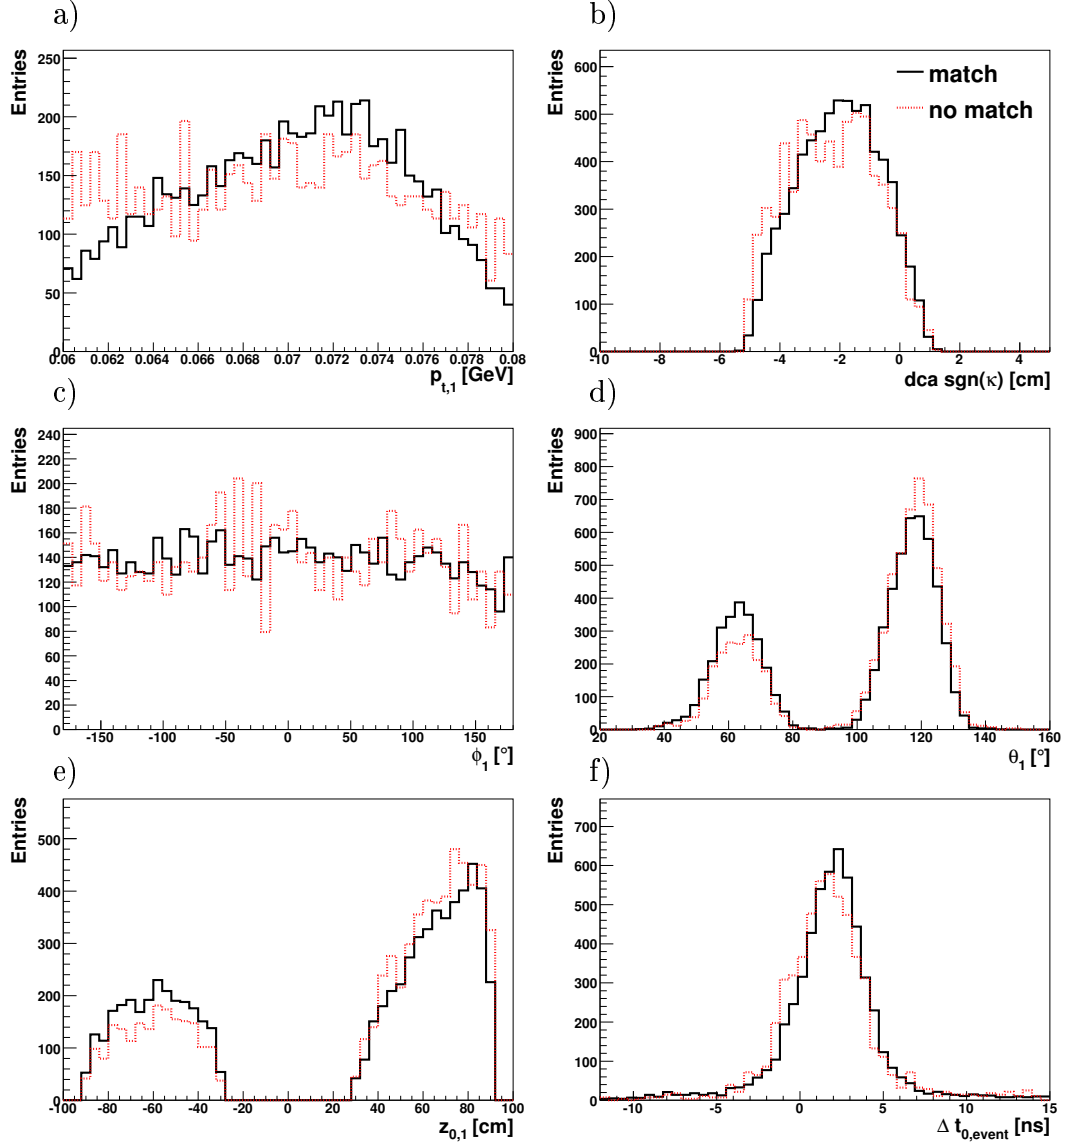 a)
Entries
250
200
150
100
50
0
0.06 0.062 0.064 0.066 0.068 0.07 0.072 0.074 0.076 0.078 0.08
p_t,1 [GeV]
b)
Entries
600
500
400
300
200
100
0
-10 -8 -6 -4 -2 0 2 4
dca sgn(κ) [cm]
match
no match
c)
Entries
240
220
200
180
160
140
120
100
80
60
40
20
0
-150 -100 -50 0 50 100 150
ϕ_1 [°]
d)
Entries
900
800
700
600
500
400
300
200
100
0
20 40 60 80 100 120 140 160
θ_1 [°]
e)
Entries
500
400
300
200
100
0
-100 -80 -60 -40 -20 0 20 40 60 80 100
z_0,1 [cm]
f)
Entries
700
600
500
400
300
200
100
0
-10 -5 0 5 10 15
Δ t_0,event [ns]